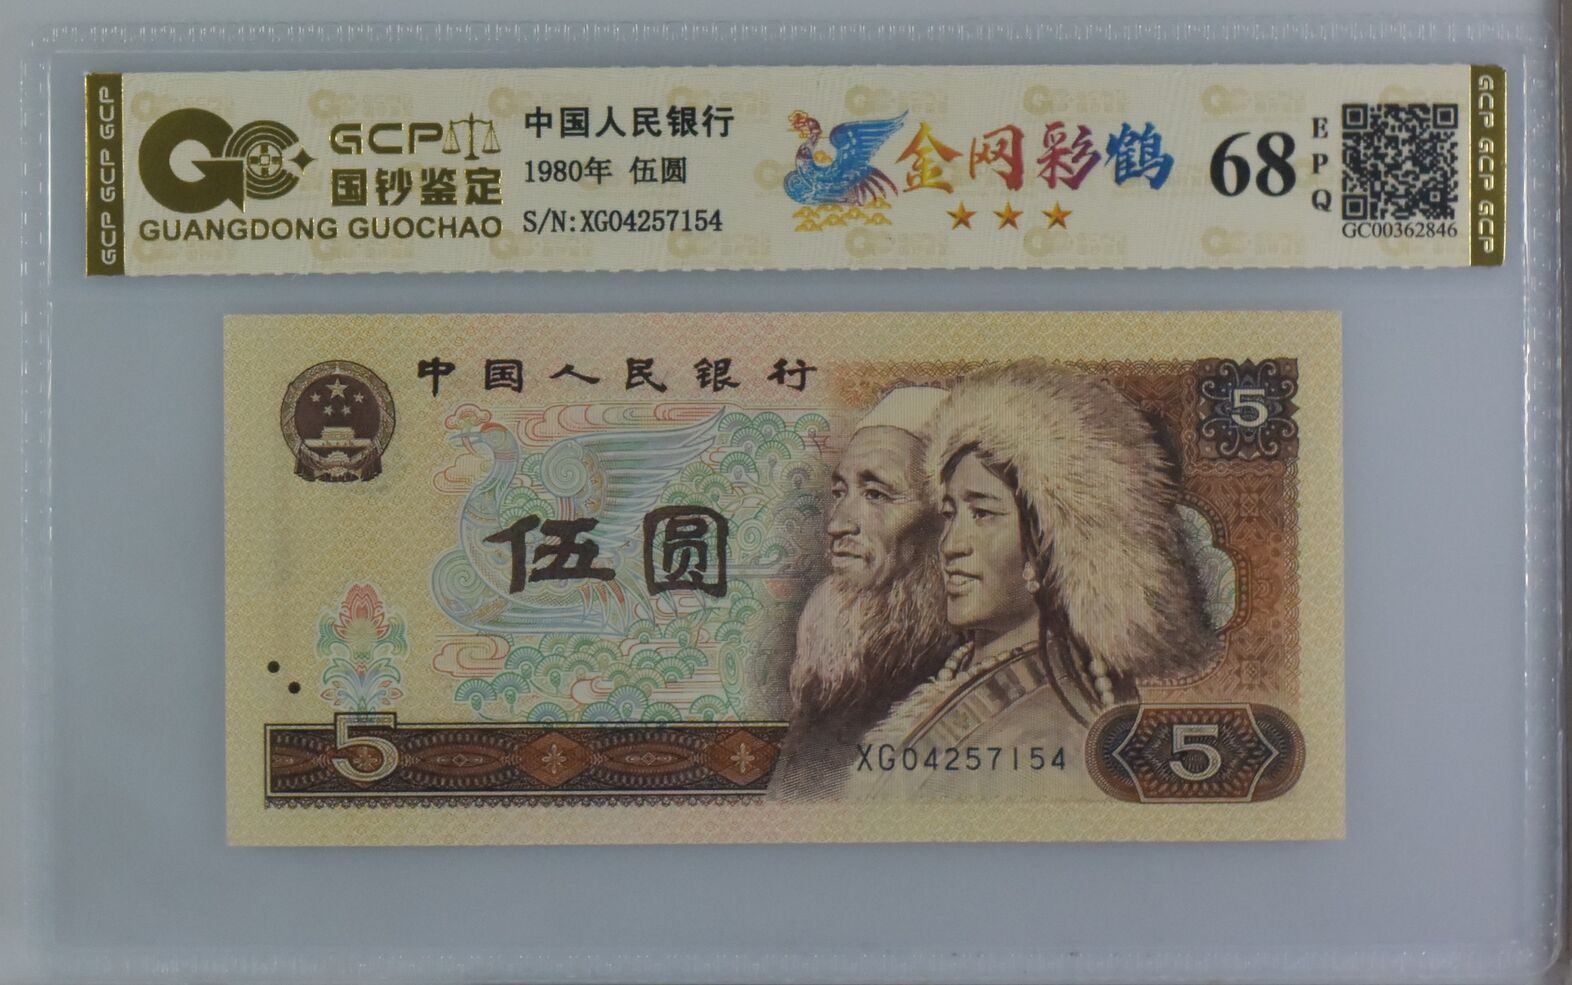 GCP GCP GCP
GCP
国钞鉴定
GUANGDONG GUOCHAO
中国人民银行
1980年 伍圆
S/N:XG04257154
金网彩鹤
68
EPQ
GC00362846
GCP GCP GCP
中国人民银行
5
伍圆
5
XG04257154
5